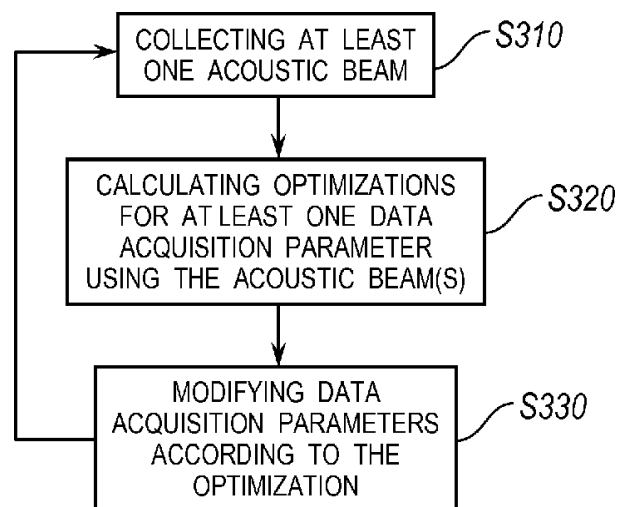 COLLECTING AT LEAST
ONE ACOUSTIC BEAM
S310
CALCULATING OPTIMIZATIONS
FOR AT LEAST ONE DATA
ACQUISITION PARAMETER
USING THE ACOUSTIC BEAM(S)
S320
MODIFYING DATA
ACQUISITION PARAMETERS
ACCORDING TO THE
OPTIMIZATION
S330